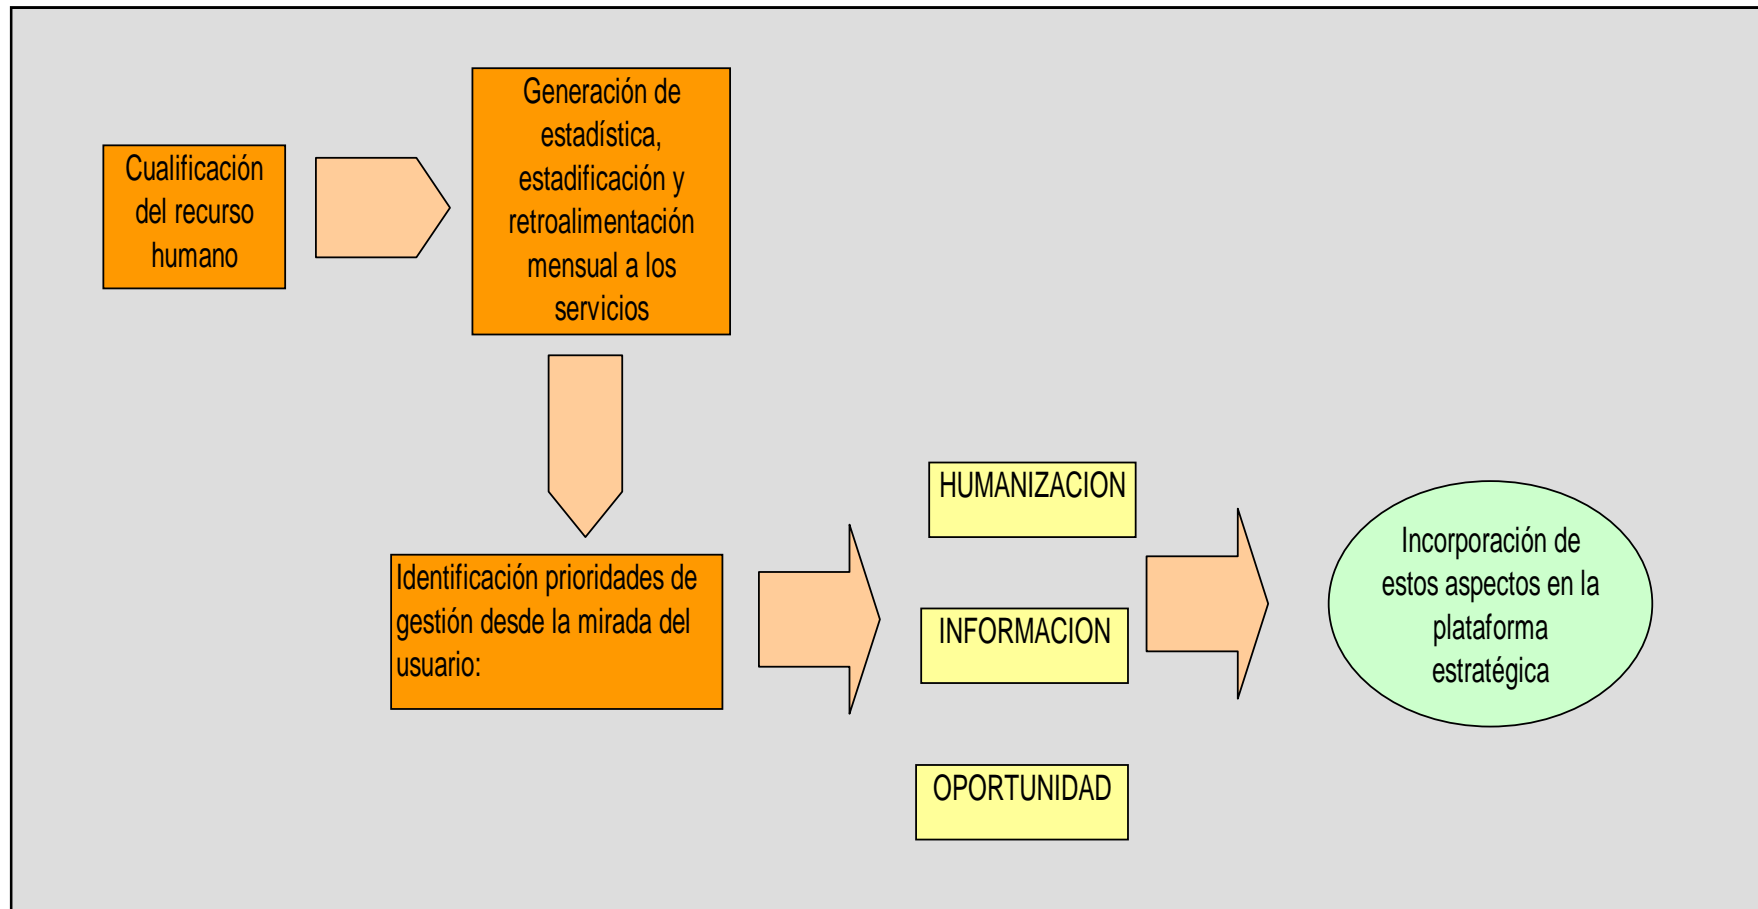 Cualificación
del recurso
humano
Generación de
estadística,
estadificación y
retroalimentación
mensual a los
servicios
Identificación prioridades de
gestión desde la mirada del
usuario:
HUMANIZACION
INFORMACION
OPORTUNIDAD
Incorporación de
estos aspectos en la
plataforma
estratégica